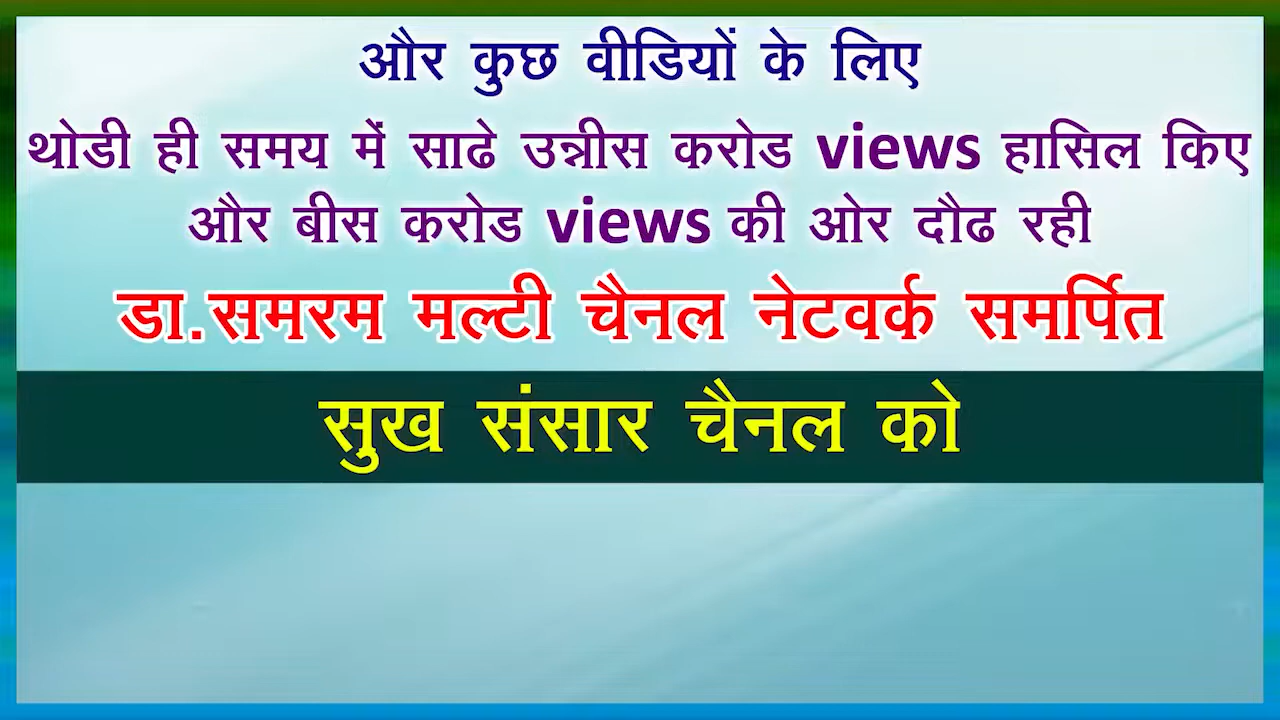 और कुछ वीडियों के लिए
थोडी ही समय में साढे उन्नीस करोड views हासिल किए
और बीस करोड views की ओर दौढ रही
डा.समरम मल्टी चैनल नेटवर्क समर्पित
सुख संसार चैनल को